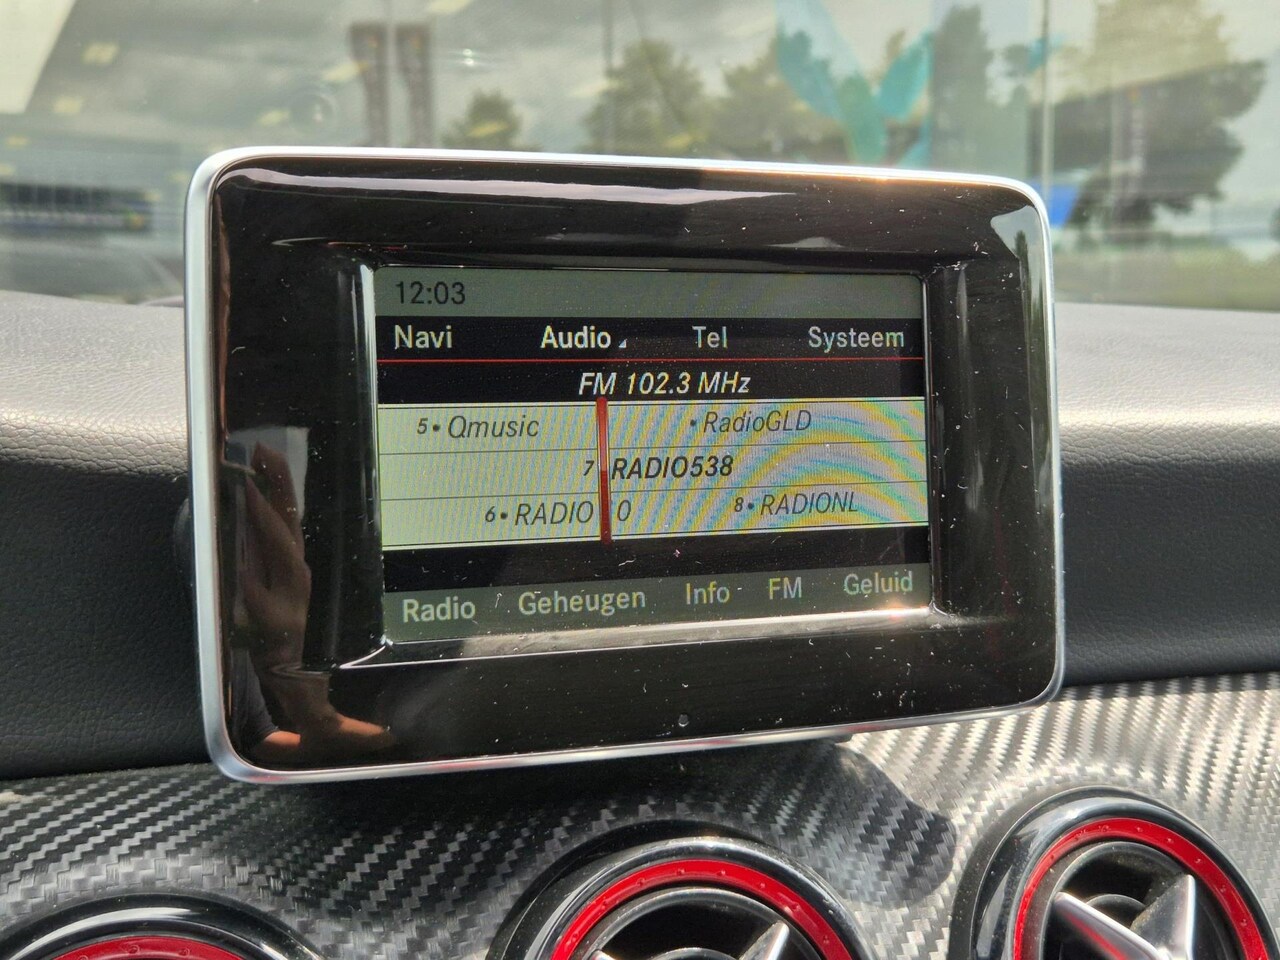 12:03
Navi Audio Tel Systeem
FM 102.3 MHz
5• Qmusic •RadioGLD
7 RADIO538
6•RADIO 0 8•RADIONL
Radio Geheugen Info FM Geluid